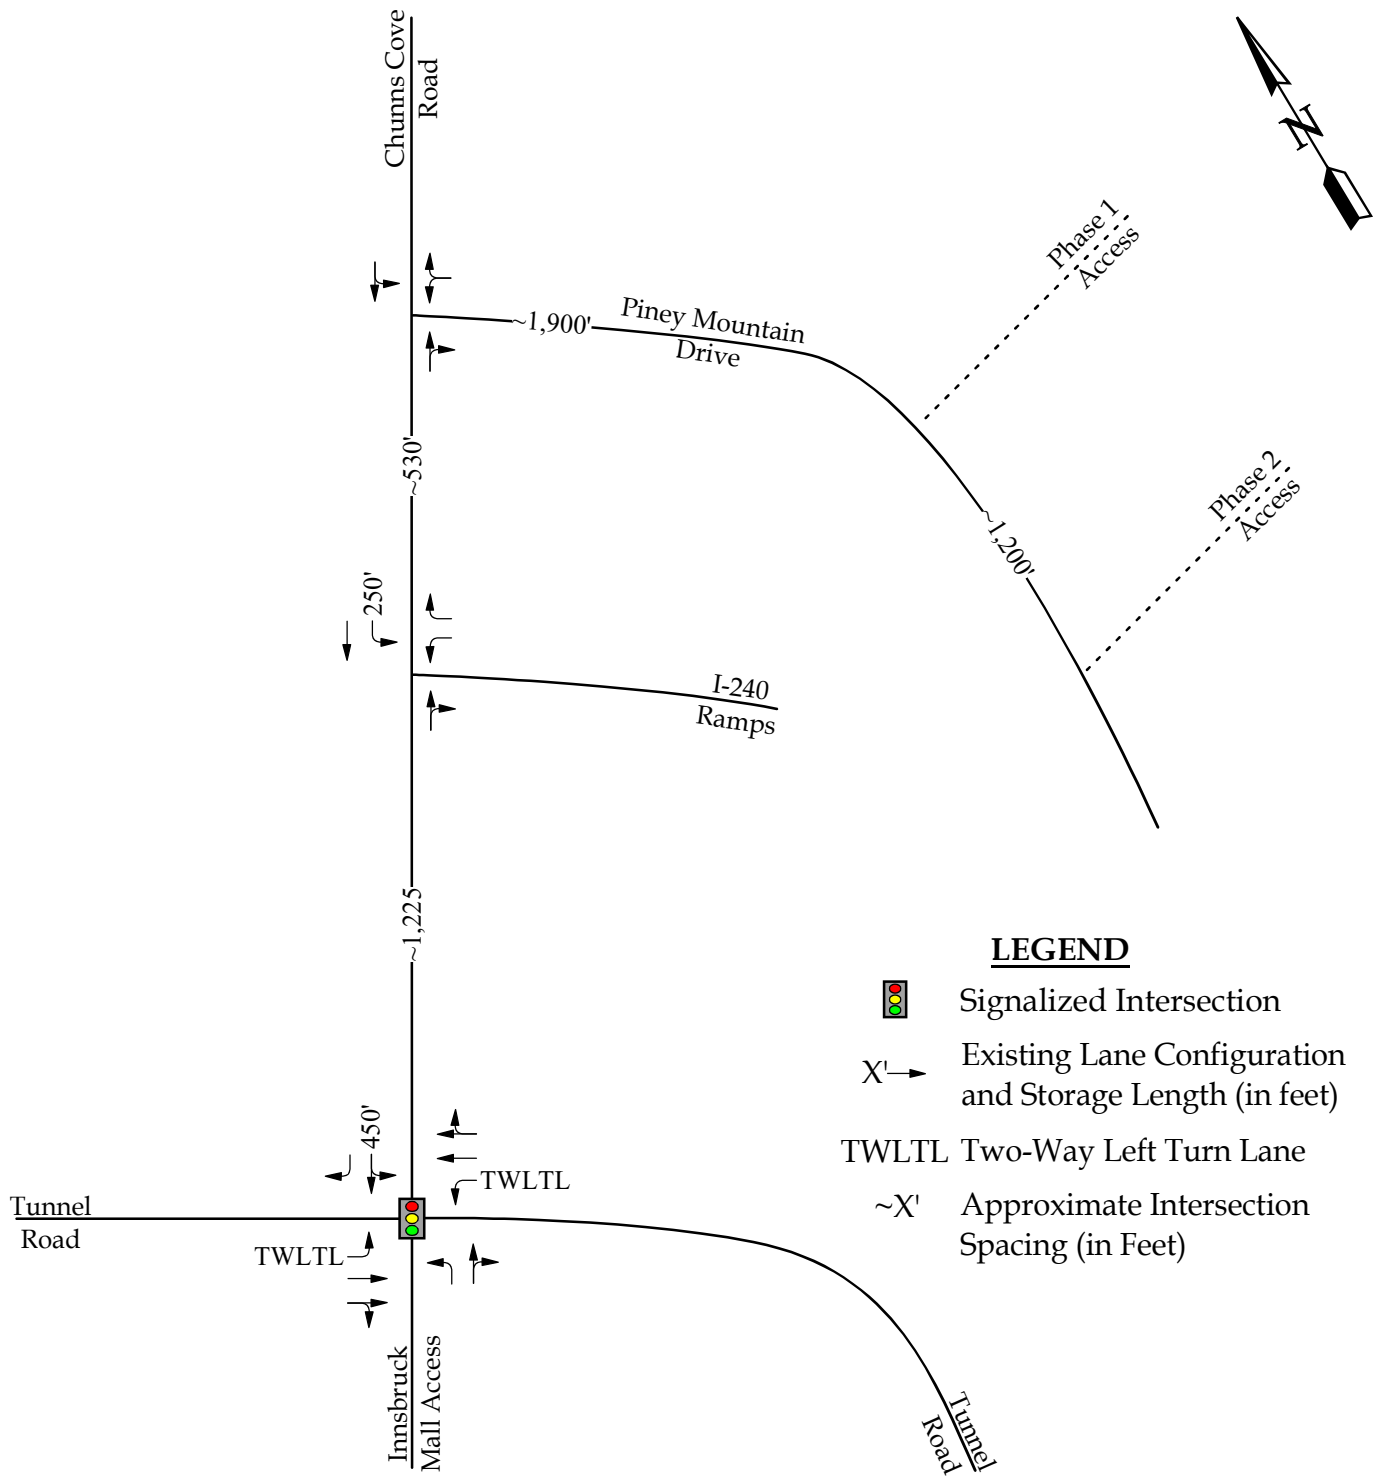 Chunns Cove
Road
N
Phase 1
Access
~1,900'
Piney Mountain
Drive
~530'
Phase 2
Access
~1,200'
250'
I-240
Ramps
~1,225
LEGEND
Signalized Intersection
X' Existing Lane Configuration
and Storage Length (in feet)
TWLTL Two-Way Left Turn Lane
~X' Approximate Intersection
Spacing (in Feet)
450'
TWLTL
Tunnel
Road
TWLTL
Innsbruck
Mall Access
Tunnel
Road